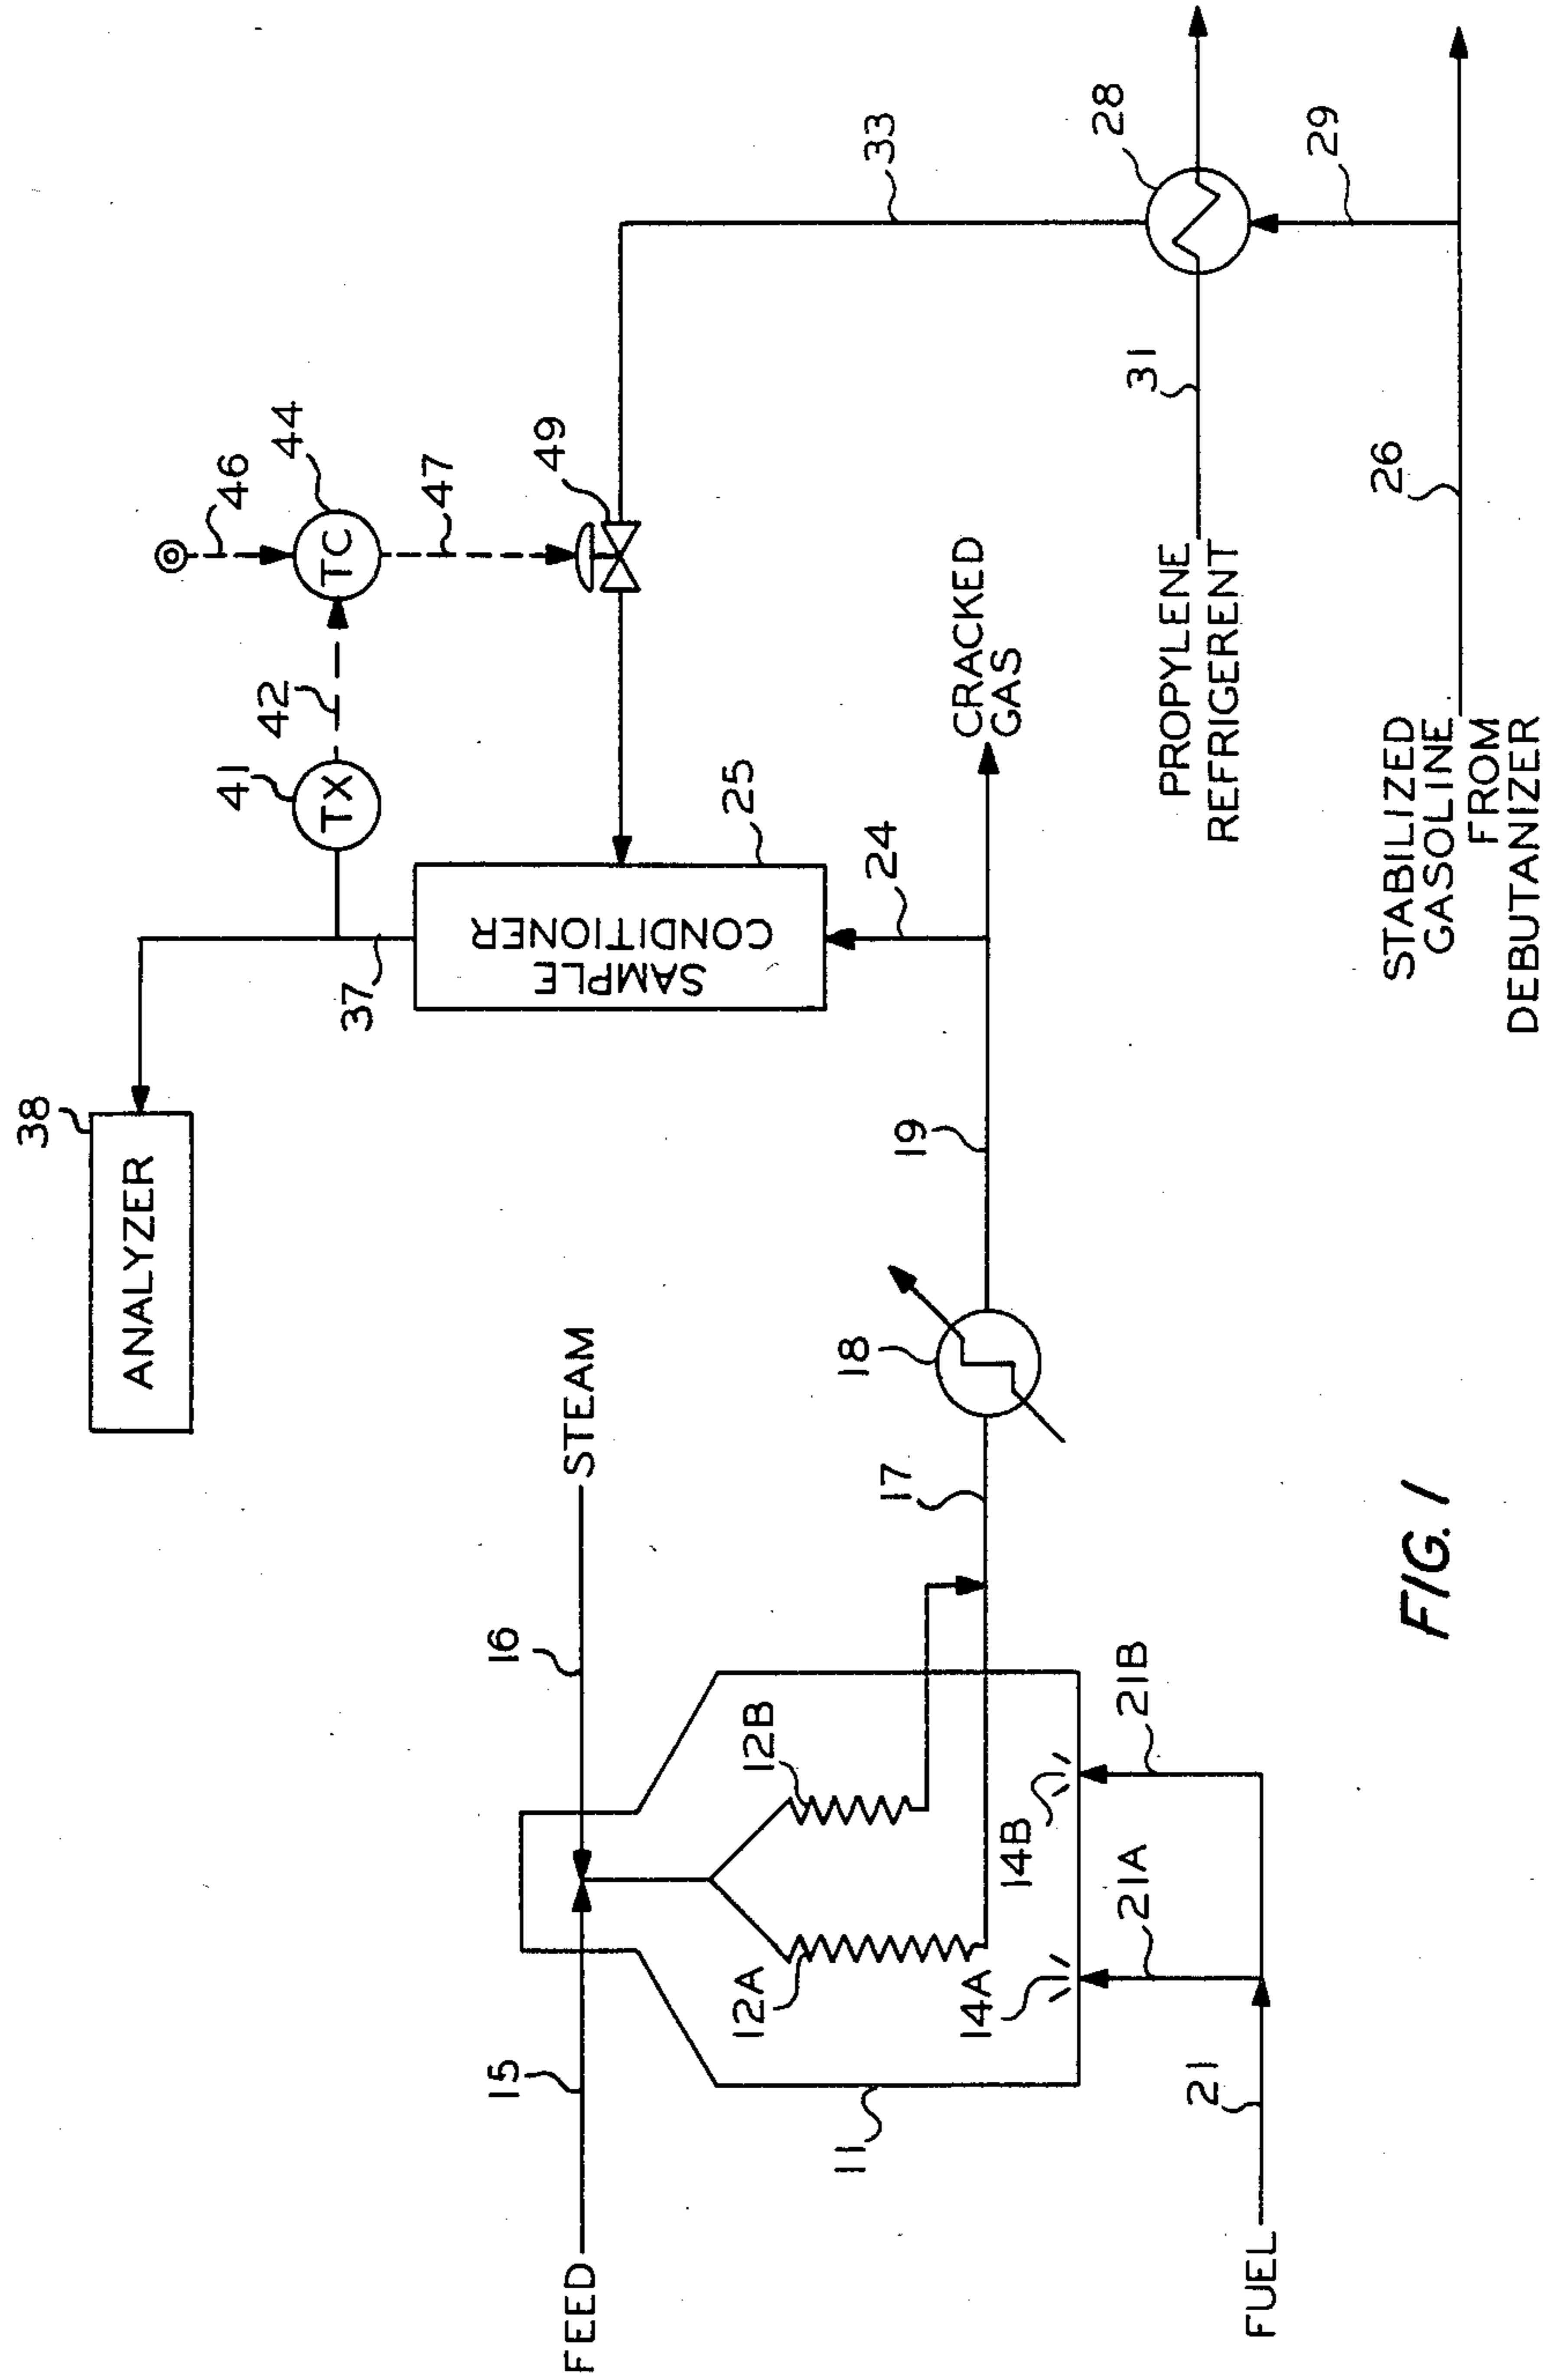 38
ANALYZER
46
44
TC
42
41
TX
47
49
33
37
SAMPLE
CONDITIONER
25
24
28
29
31
26
CRACKED
GAS
PROPYLENE
REFRIGERENT
STABILIZED
GASOLINE
FROM
DEBUTANIZER
STEAM
16
15
FEED
12B
12A
14B
14A
11
17
18
19
21B
21A
21
FUEL
FIG. 1